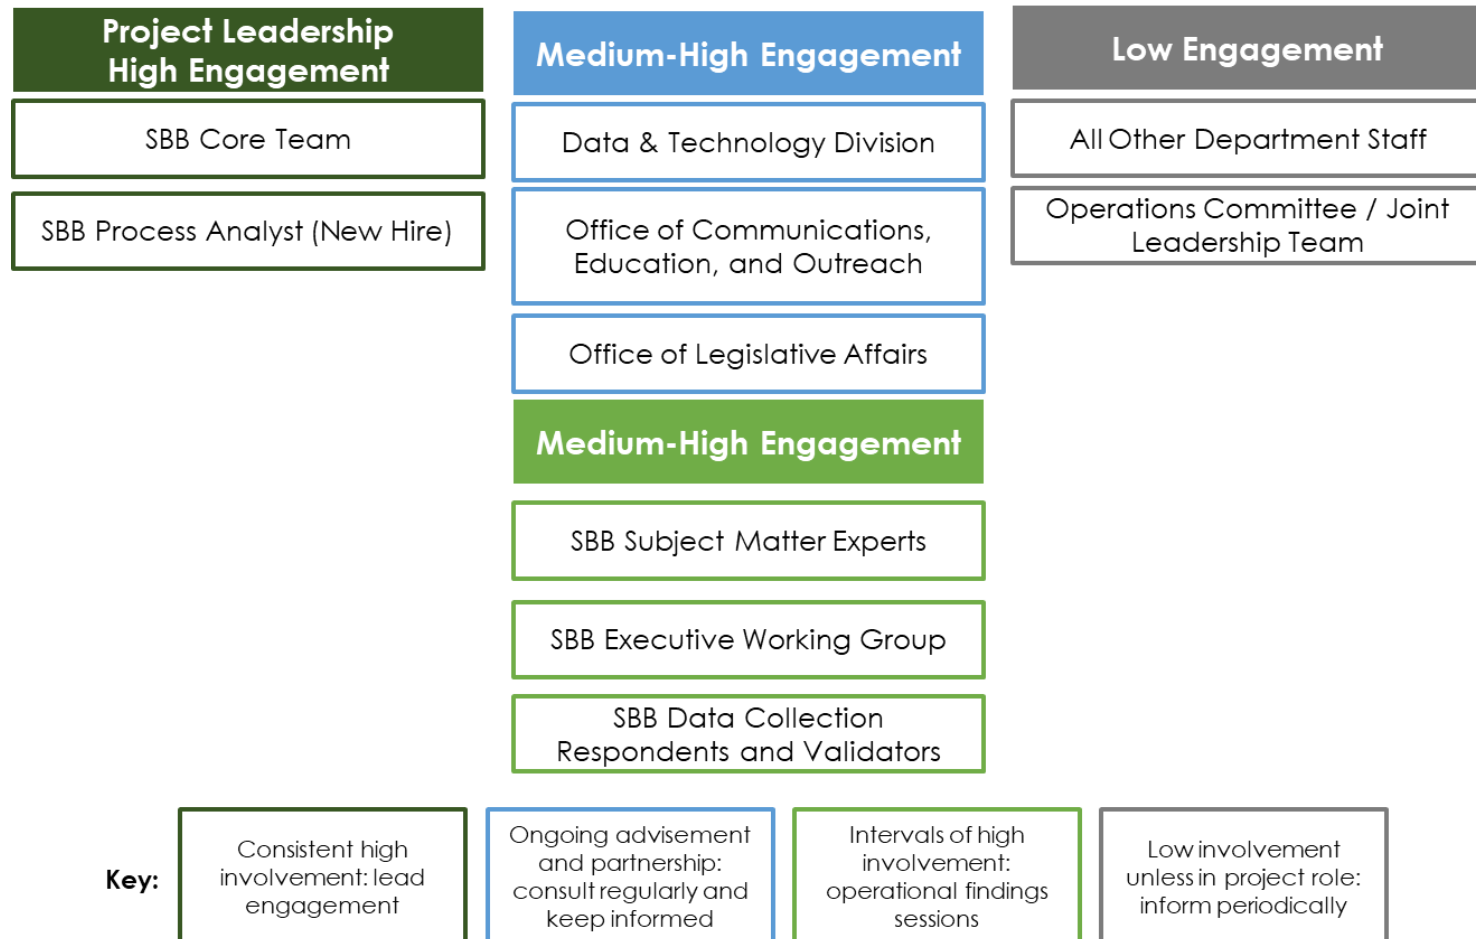 Project Leadership
High Engagement
SBB Core Team
SBB Process Analyst (New Hire)
Medium-High Engagement
Data & Technology Division
Office of Communications,
Education, and Outreach
Office of Legislative Affairs
Medium-High Engagement
SBB Subject Matter Experts
SBB Executive Working Group
SBB Data Collection
Respondents and Validators
Low Engagement
All Other Department Staff
Operations Committee / Joint
Leadership Team
Key:
Consistent high
involvement: lead
engagement
Ongoing advisement
and partnership:
consult regularly and
keep informed
Intervals of high
involvement:
operational findings
sessions
Low involvement
unless in project role:
inform periodically